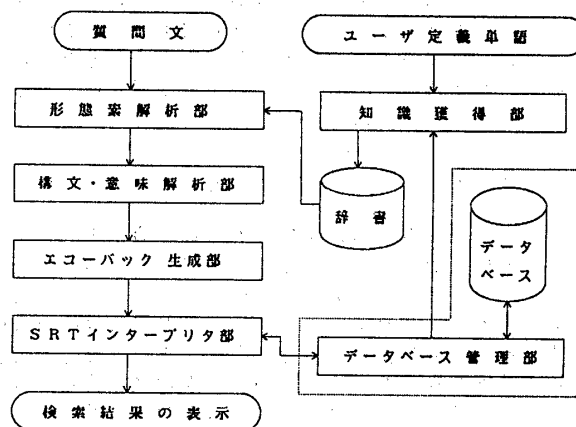 質問文
ユーザ定義単語
形態素解析部
知識獲得部
構文・意味解析部
辞書
データ
ベース
エコーバック 生成部
SRTインタープリタ部
データベース管理部
検索結果の表示